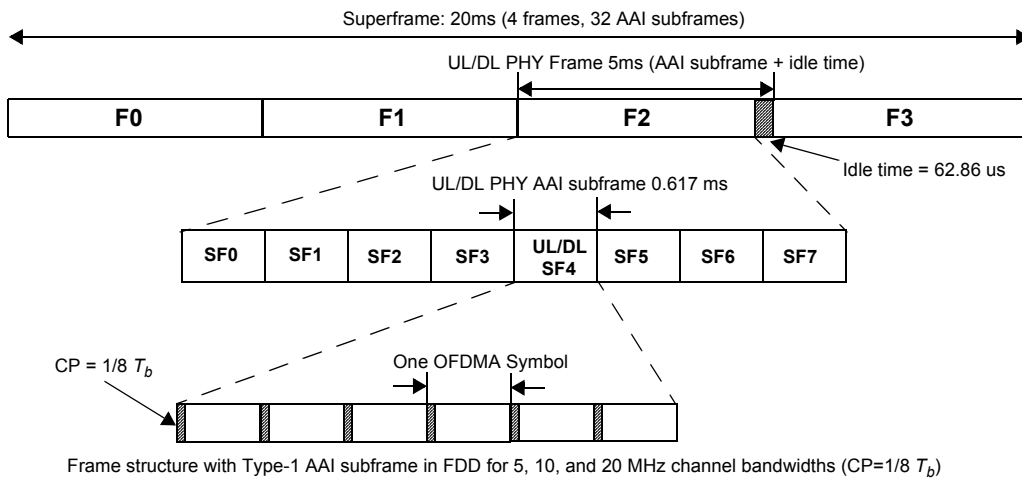 Superframe: 20ms (4 frames, 32 AAI subframes)
UL/DL PHY Frame 5ms (AAI subframe + idle time)
F0 F1 F2 F3
Idle time = 62.86 us
UL/DL PHY AAI subframe 0.617 ms
SF0 SF1 SF2 SF3 UL/DL SF4 SF5 SF6 SF7
CP = 1/8 T_b
One OFDMA Symbol
Frame structure with Type-1 AAI subframe in FDD for 5, 10, and 20 MHz channel bandwidths (CP=1/8 T_b)